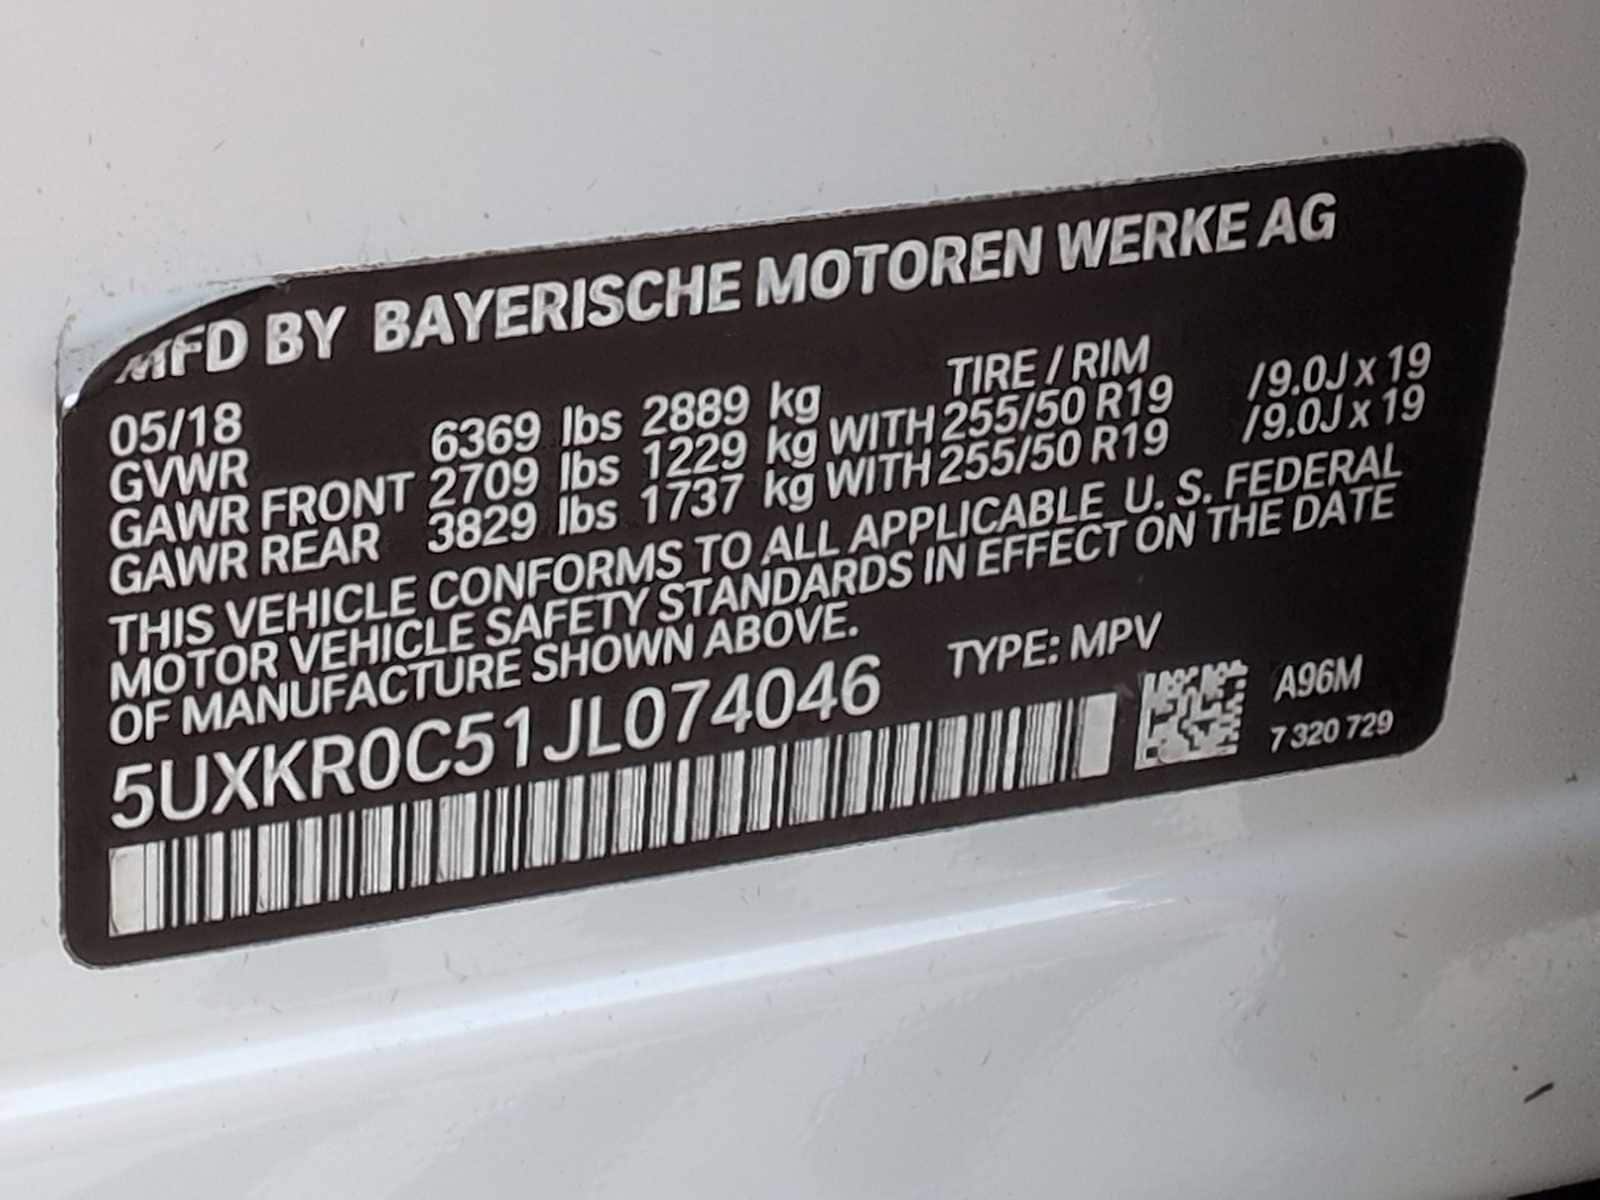 MFD BY BAYERISCHE MOTOREN WERKE AG
05/18 TIRE / RIM
GVWR 6369 lbs 2889 kg
GAWR FRONT 2709 lbs 1229 kg WITH 255/50 R19 /9.0J x 19
GAWR REAR 3829 lbs 1737 kg WITH 255/50 R19 /9.0J x 19
THIS VEHICLE CONFORMS TO ALL APPLICABLE U. S. FEDERAL
MOTOR VEHICLE SAFETY STANDARDS IN EFFECT ON THE DATE
OF MANUFACTURE SHOWN ABOVE.
5UXKR0C51JL074046 TYPE: MPV
A96M
7 320 729